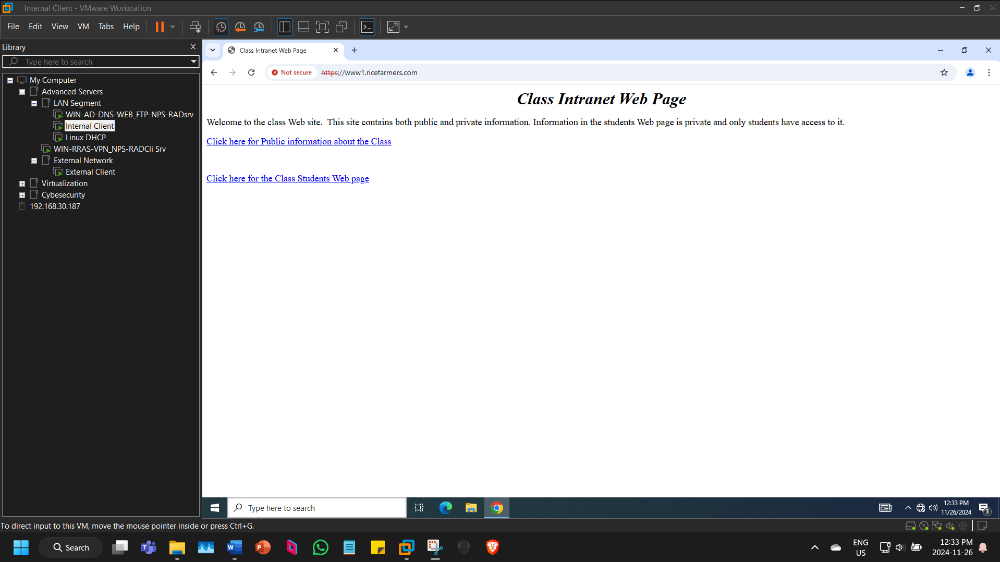 Internal Client - VMware Workstation
File Edit View VM Tabs Help
Library
Type here to search
My Computer
Advanced Servers
LAN Segment
WIN-AD-DNS-WEB_FTP-NPS-RADsrv
Internal Client
Linux DHCP
WIN-RRAS-VPN_NPS-RADCli Srv
External Network
External Client
Virtualization
Cybesecurity
192.168.30.187
Class Intranet Web Page
Not secure https://www1.ricefarmers.com
Class Intranet Web Page
Welcome to the class Web site. This site contains both public and private information. Information in the students Web page is private and only students have access to it.
Click here for Public information about the Class
Click here for the Class Students Web page
Type here to search
12:33 PM
11/26/2024
3
To direct input to this VM, move the mouse pointer inside or press Ctrl+G.
Search
ENG
US
12:33 PM
2024-11-26